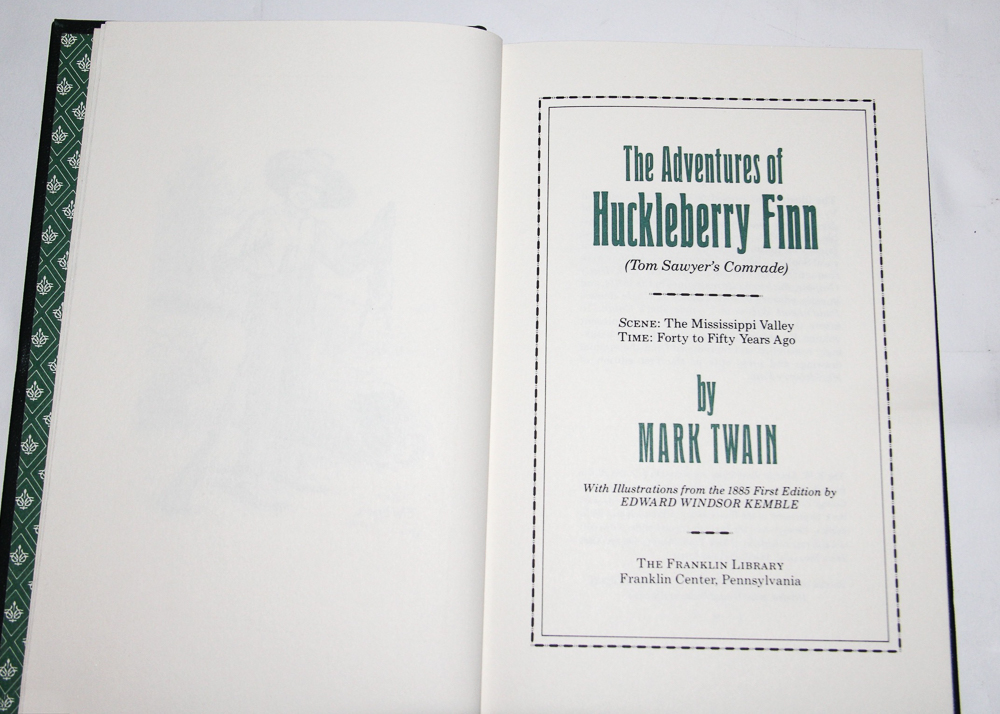 The Adventures of
Huckleberry Finn
(Tom Sawyer's Comrade)
SCENE: The Mississippi Valley
TIME: Forty to Fifty Years Ago
by
MARK TWAIN
With Illustrations from the 1885 First Edition by
EDWARD WINDSOR KEMBLE
THE FRANKLIN LIBRARY
Franklin Center, Pennsylvania